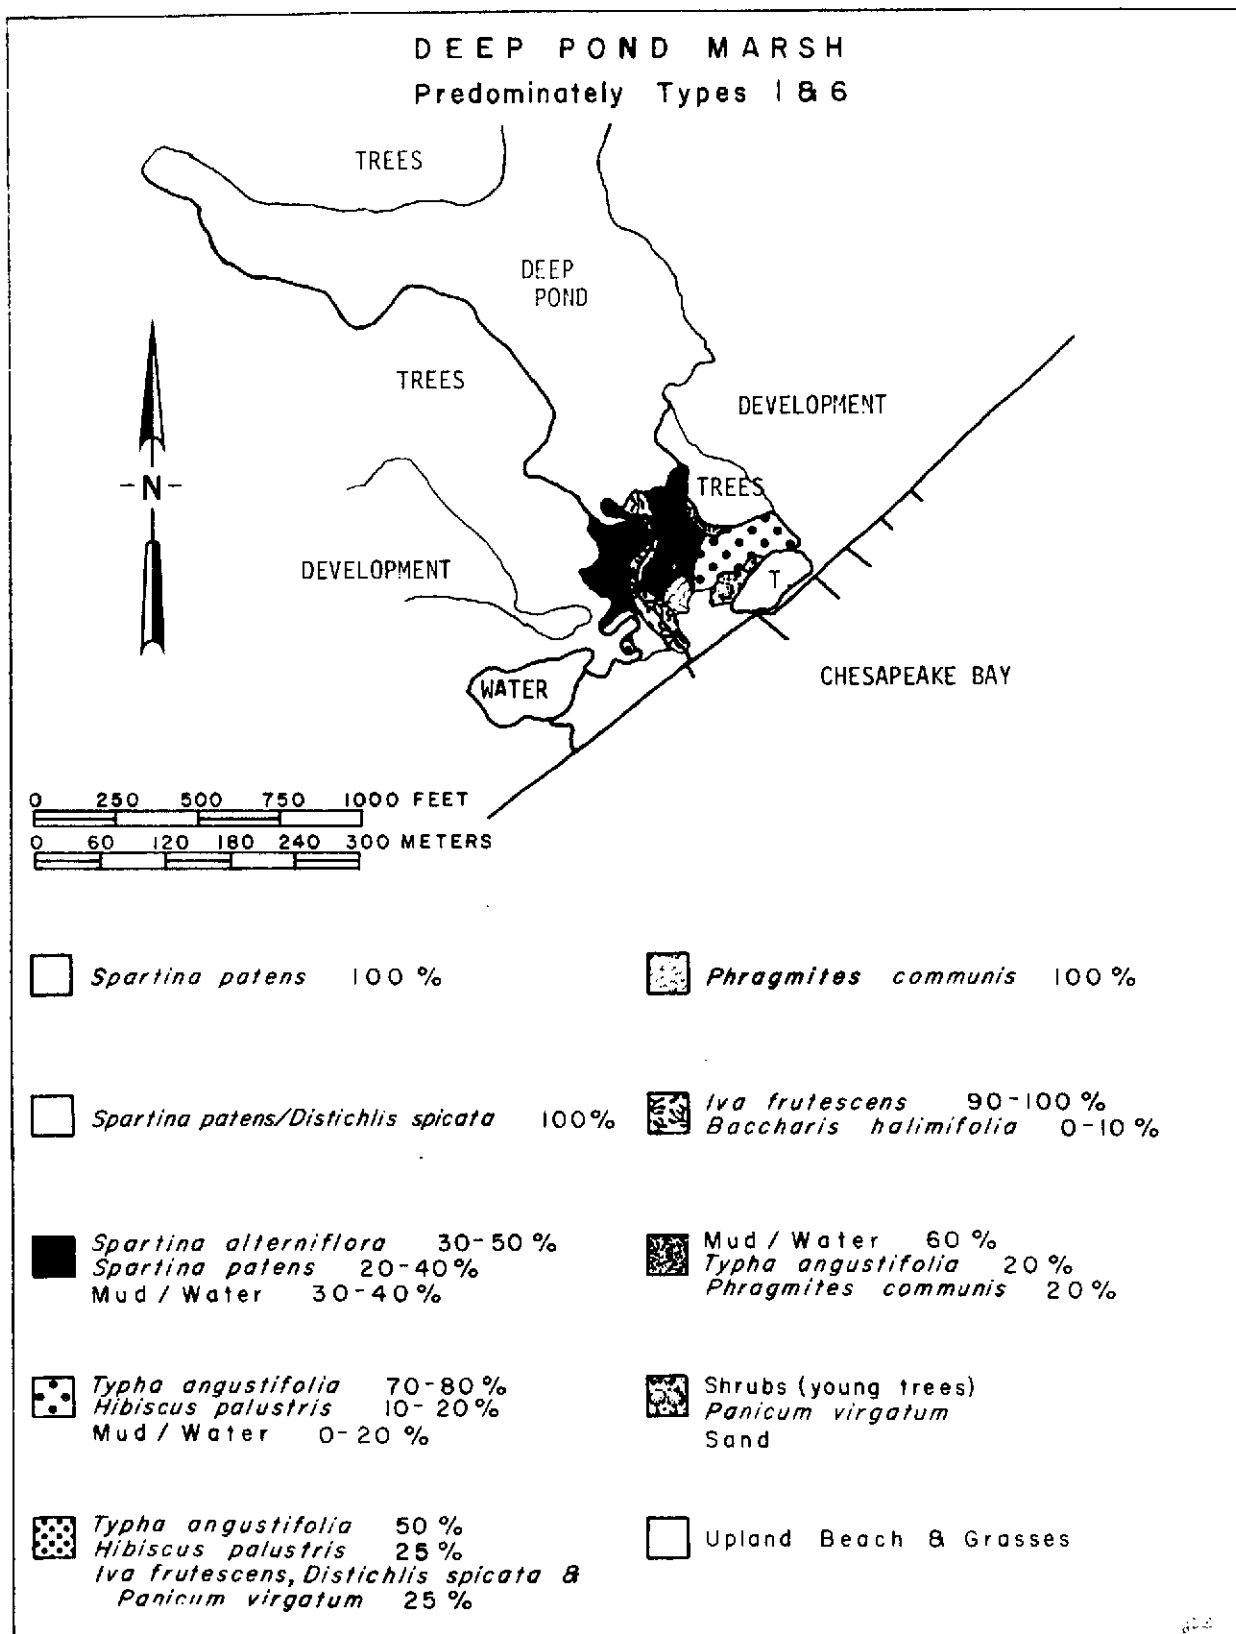 DEEP POND MARSH
Predominately Types 1 & 6
TREES
DEEP
POND
TREES
DEVELOPMENT
N
TREES
DEVELOPMENT
T
CHESAPEAKE BAY
WATER
0 250 500 750 1000 FEET
0 60 120 180 240 300 METERS
Spartina patens 100 %
Phragmites communis 100 %
Spartina patens/Distichlis spicata 100 %
Iva frutescens 90-100 %
Baccharis halimifolia 0-10 %
Spartina alterniflora 30-50 %
Spartina patens 20-40 %
Mud / Water 30-40 %
Mud / Water 60 %
Typha angustifolia 20 %
Phragmites communis 20 %
Typha angustifolia 70-80 %
Hibiscus palustris 10-20 %
Mud / Water 0-20 %
Shrubs (young trees)
Panicum virgatum
Sand
Typha angustifolia 50 %
Hibiscus palustris 25 %
Iva frutescens, Distichlis spicata &
Panicum virgatum 25 %
Upland Beach & Grasses